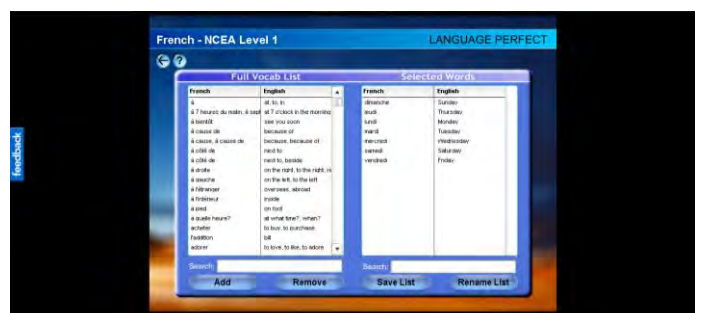 French - NCEA Level 1
LANGUAGE PERFECT
feedback
Full Vocab List
French English
à at, to, in
à 7 heures du matin, à sept at 7 o'clock in the morning
à bientôt see you soon
à cause de because of
à cause, à cause de because, because of
à côté de next to
à côté de next to, beside
à droite on the right, to the right,
à gauche on the left, to the left
à l'étranger overseas, abroad
à l'intérieur inside
à pied on foot
à quelle heure? at what time?, when?
acheter to buy, to purchase
l'addition bill
adorer to love, to like, to adore
Search:
Add Remove
Selected Words
French English
dimanche Sunday
jeudi Thursday
lundi Monday
mardi Tuesday
mercredi Wednesday
samedi Saturday
vendredi Friday
Search:
Save List Rename List